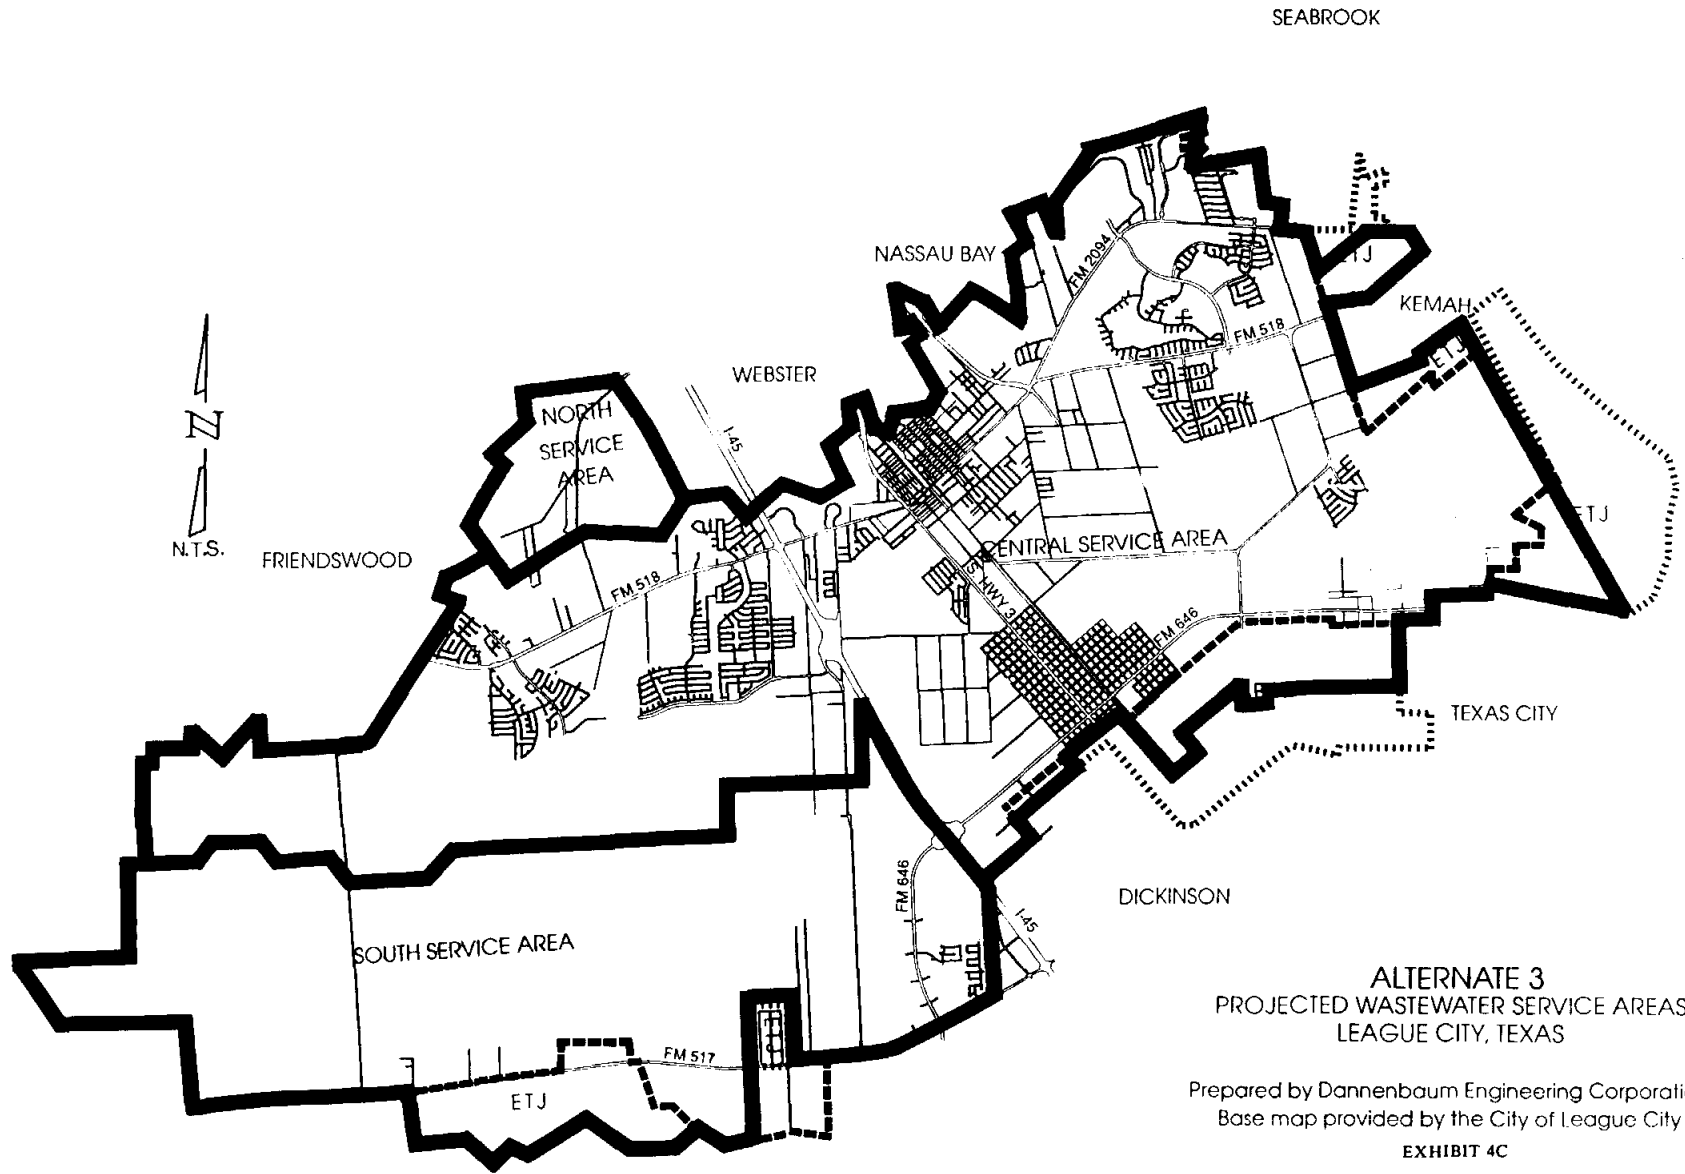 SEABROOK
NASSAU BAY
FM 2094
ETJ
KEMAH
FM 518
ETJ
WEBSTER
NORTH
SERVICE
AREA
I-45
N
N.T.S.
FRIENDSWOOD
FM 518
CENTRAL SERVICE AREA
ETJ
HWY 3
FM 646
TEXAS CITY
FM 646
DICKINSON
I-45
SOUTH SERVICE AREA
FM 517
ETJ
ALTERNATE 3
PROJECTED WASTEWATER SERVICE AREAS
LEAGUE CITY, TEXAS
Prepared by Dannenbaum Engineering Corporati
Base map provided by the City of League City
EXHIBIT 4C